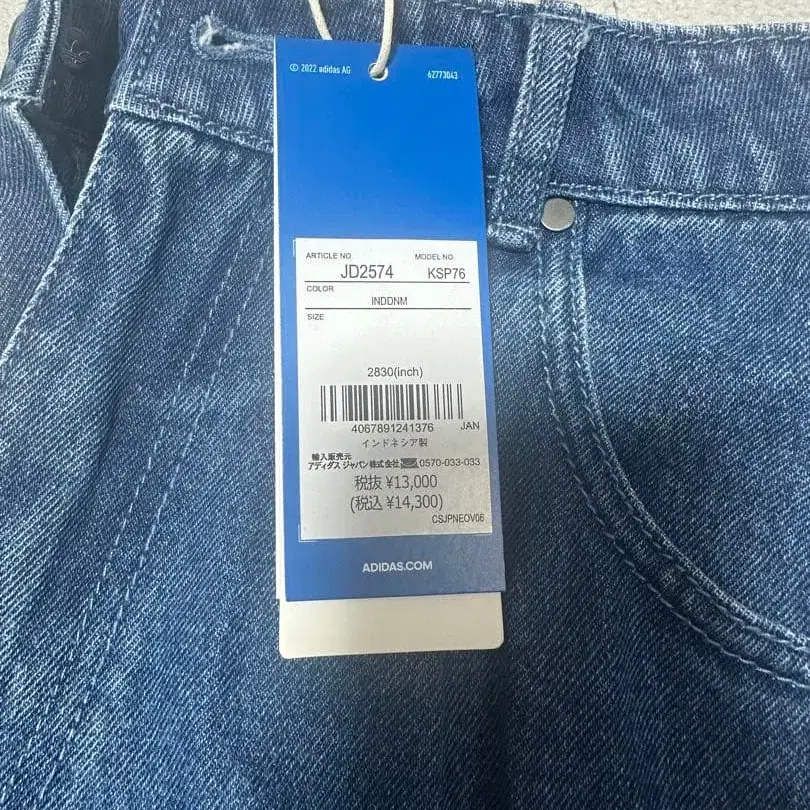 © 2022 adidas AG
62773043
ARTICLE NO.
MODEL NO.
JD2574
KSP76
COLOR
INDDNM
SIZE
2830(inch)
4067891241376 JAN
インドネシア製
輸入販売元
アディダス ジャパン株式会社 0570-033-033
税抜 ¥13,000
(税込 ¥14,300)
CSJPNEOV06
ADIDAS.COM